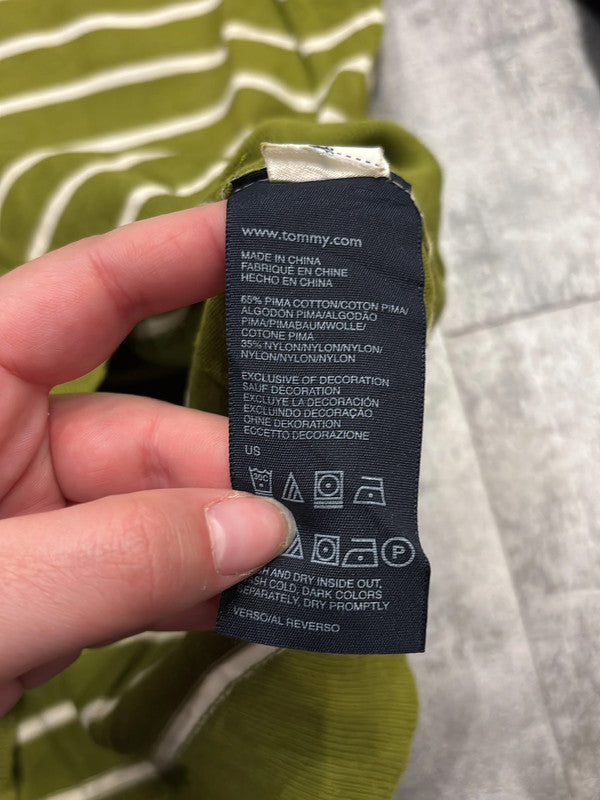 www.tommy.com
MADE IN CHINA
FABRIQUÉ EN CHINE
HECHO EN CHINA
65% PIMA COTTON/COTON PIMA/
ALGODON PIMA/ALGODÃO
PIMA/PIMABAUMWOLLE/
COTONE PIMA
35% NYLON/NYLON/NYLON/
NYLON/NYLON/NYLON
EXCLUSIVE OF DECORATION
SAUF DÉCORATION
EXCLUYE LA DECORACIÓN
EXCLUINDO DECORAÇÃO
OHNE DEKORATION
ECCETTO DECORAZIONE
US
P
AND DRY INSIDE OUT,
COLD, DARK COLORS
DRY PROMPTLY
VERSO/AL REVERSO